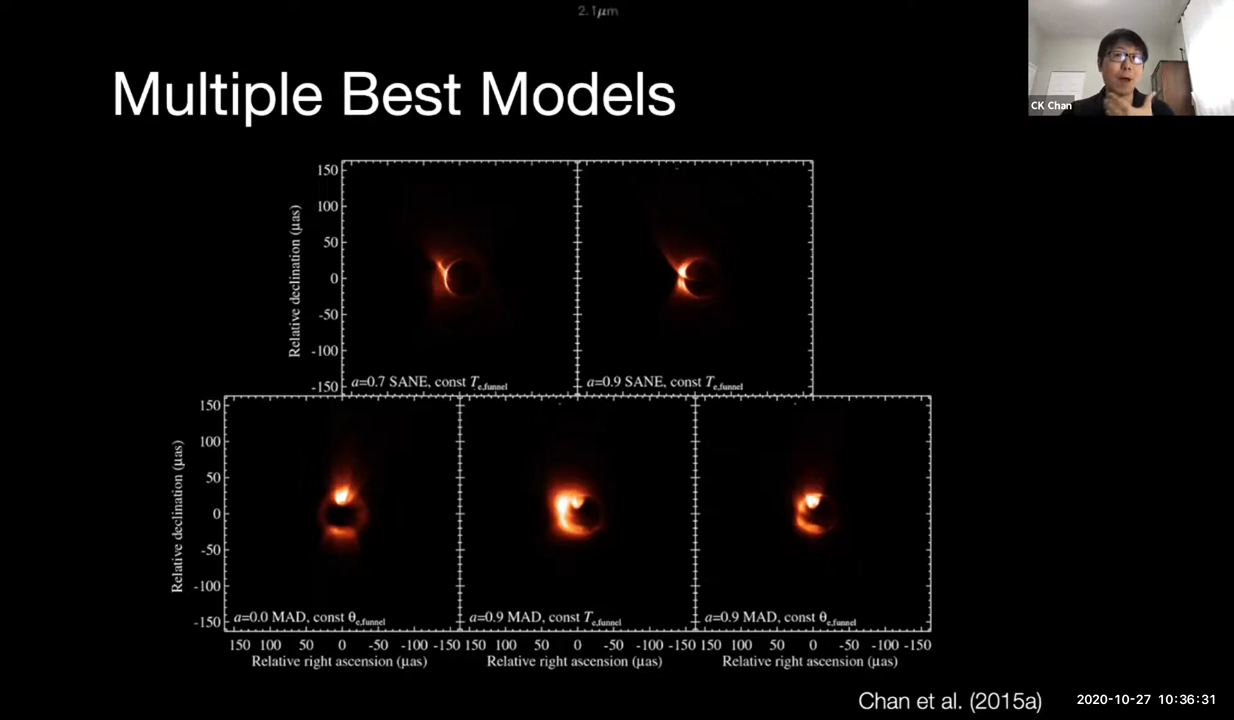 2.1μm
Multiple Best Models
CK Chan
150
100
50
0
-50
-100
-150
Relative declination (μas)
a=0.7 SANE, const Te,funnel
a=0.9 SANE, const Te,funnel
150
100
50
0
-50
-100
-150
Relative declination (μas)
a=0.0 MAD, const θe,funnel
a=0.9 MAD, const Te,funnel
a=0.9 MAD, const θe,funnel
150 100 50 0 -50 -100 -150 150 100 50 0 -50 -100 -150 150 100 50 0 -50 -100 -150
Relative right ascension (μas) Relative right ascension (μas) Relative right ascension (μas)
Chan et al. (2015a)
2020-10-27 10:36:31